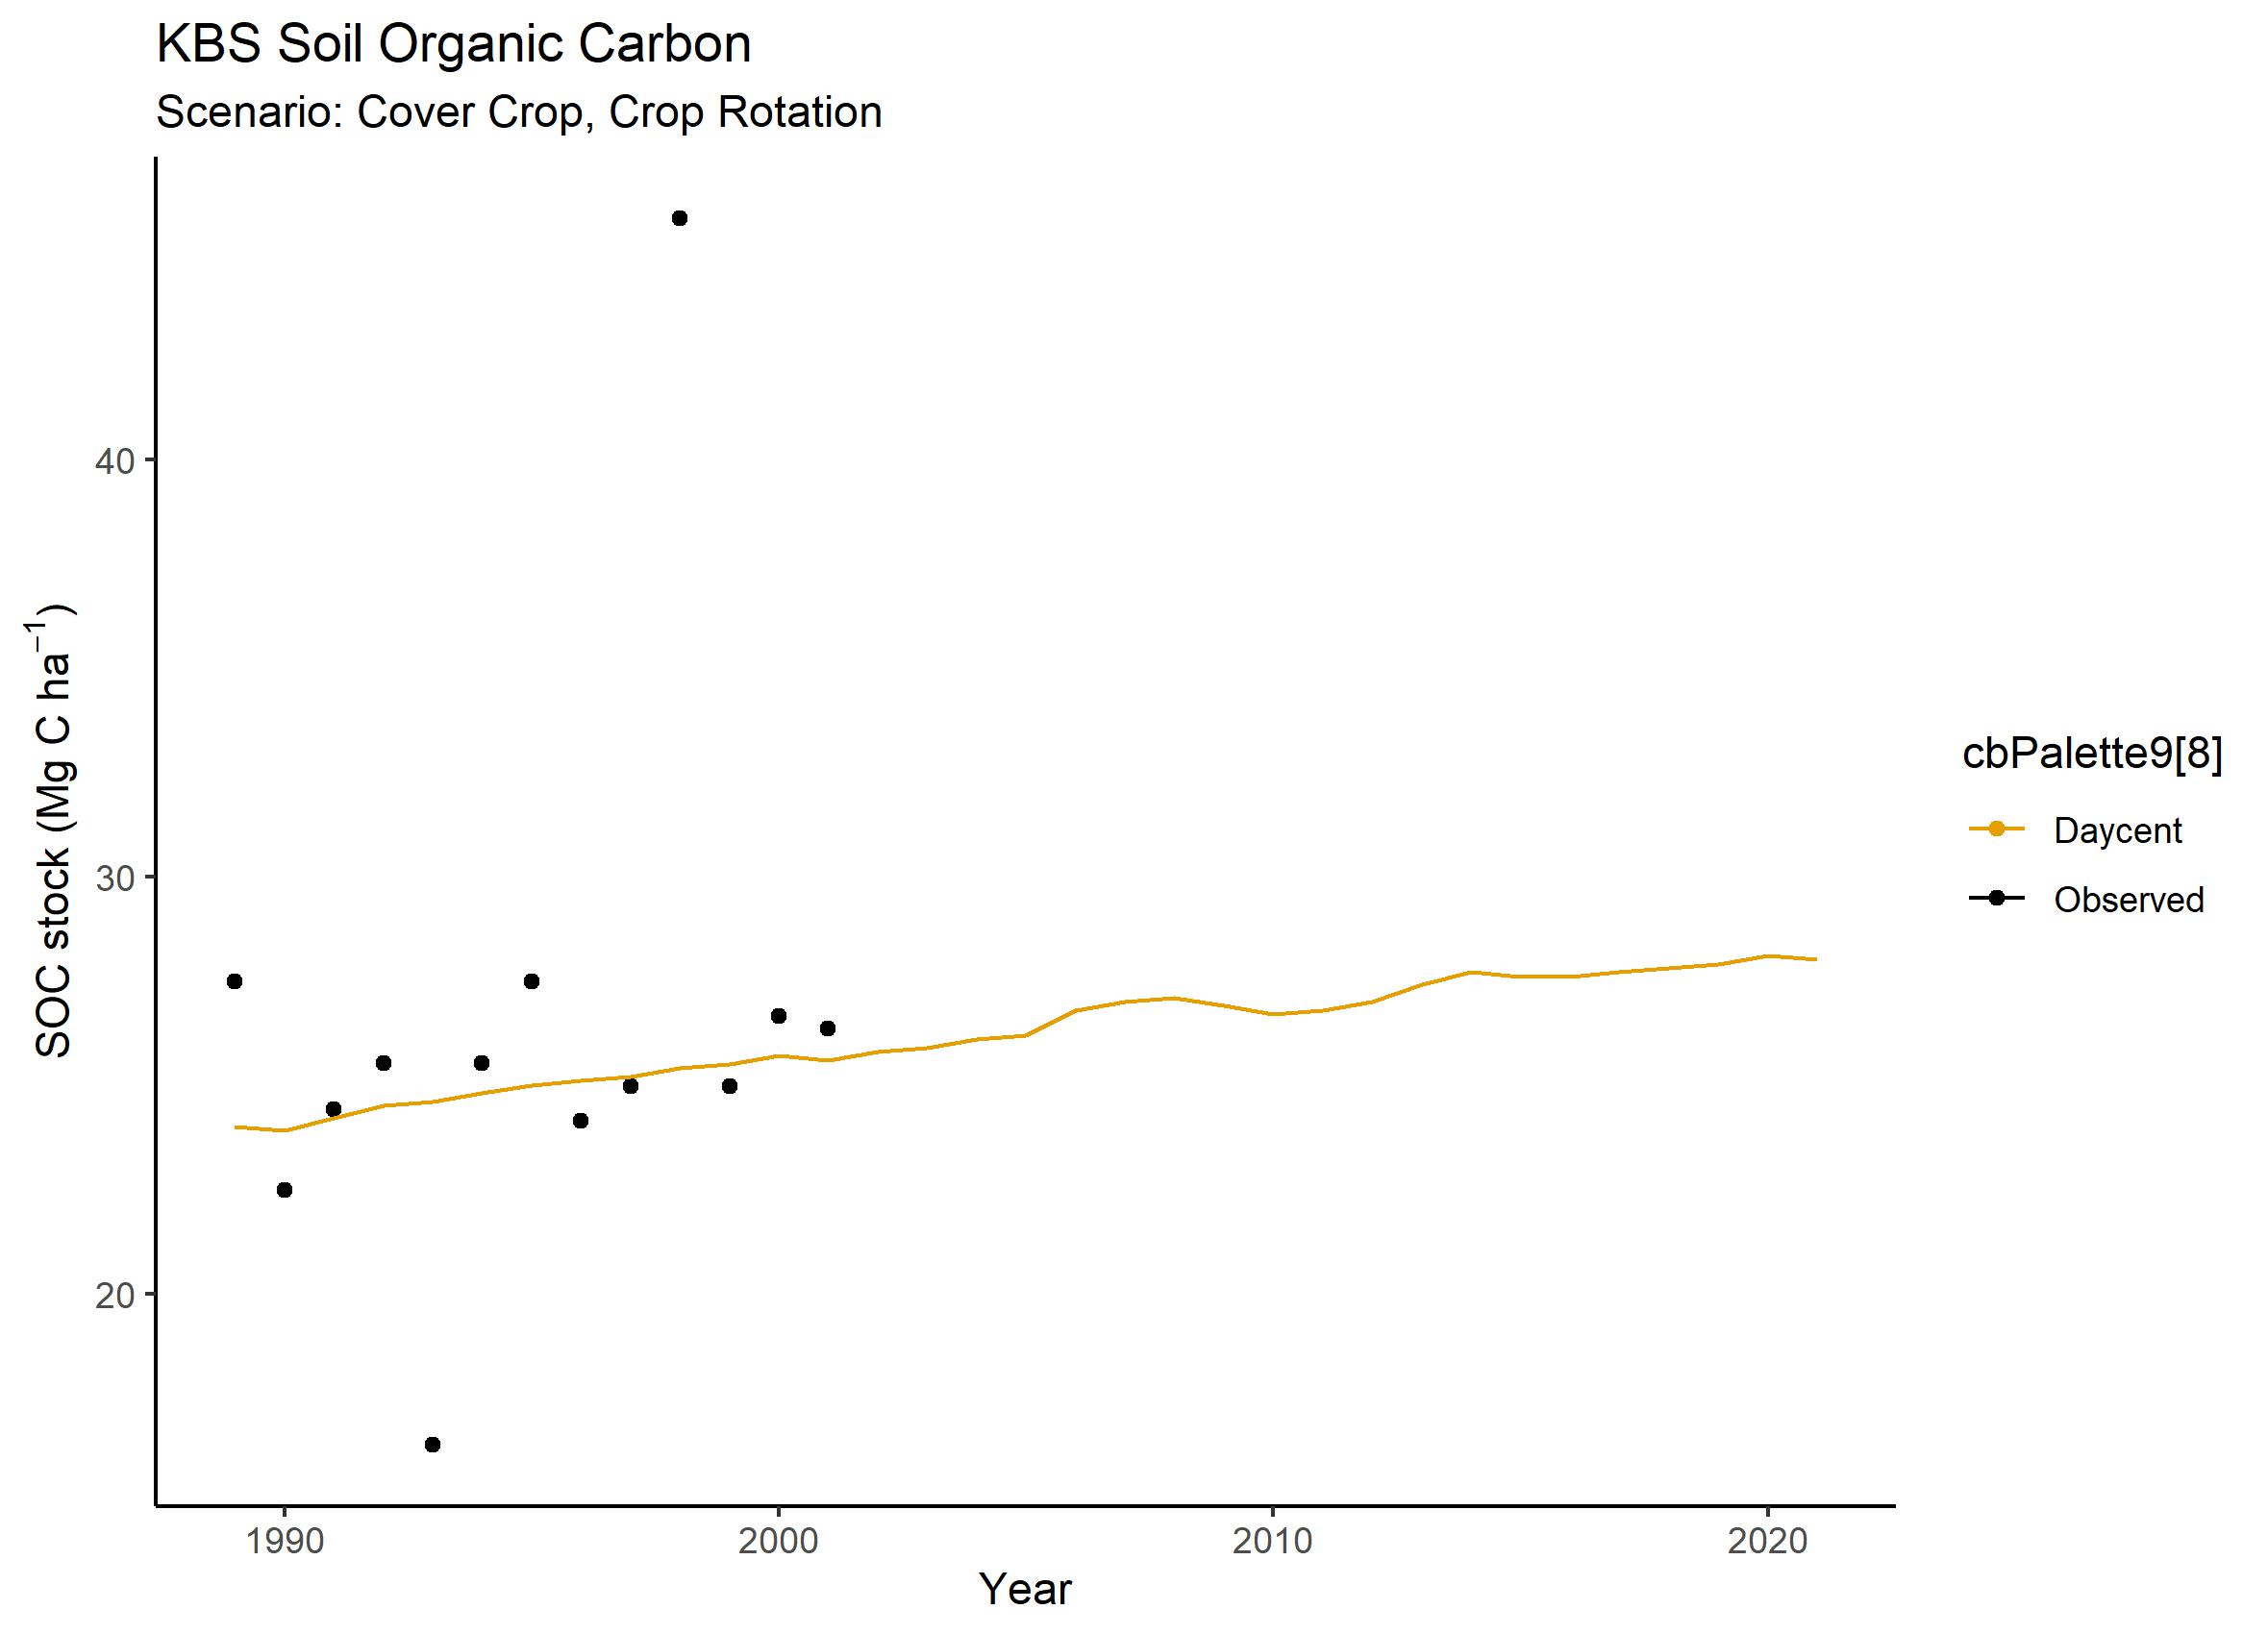 KBS Soil Organic Carbon
Scenario: Cover Crop, Crop Rotation
SOC stock (Mg C ha⁻¹)
40
30
20
1990
2000
2010
2020
Year
cbPalette9[8]
Daycent
Observed